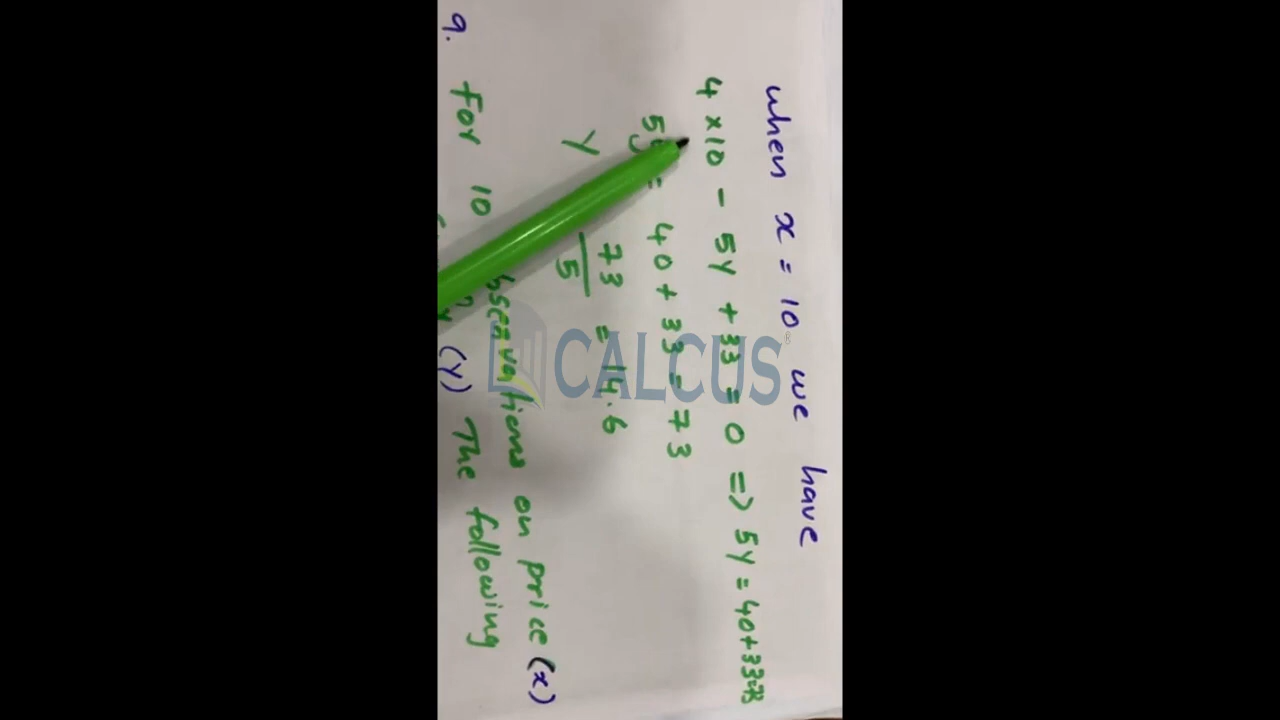 when x = 10 we have
4 × 10 - 5y + 33 = 0 => 5y = 40+33=73
5y = 40 + 33 = 73
y 73/5 = 14.6
9. For 10 bservations on price (x)
(y) The following
CALCUS